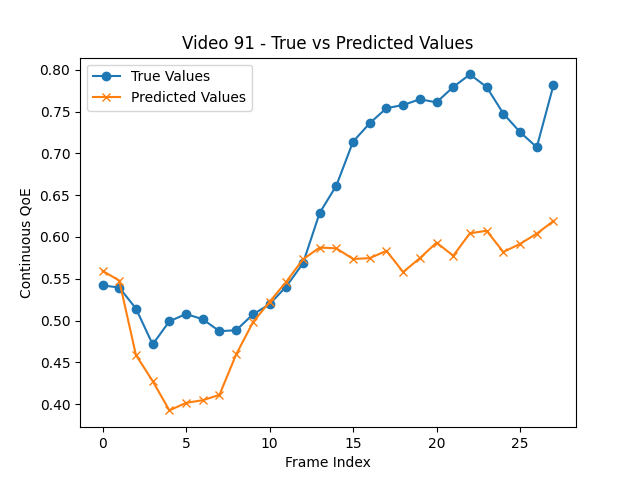 Video 91 - True vs Predicted Values
True Values
Predicted Values
0.80
0.75
0.70
0.65
0.60
0.55
0.50
0.45
0.40
Continuous QoE
0 5 10 15 20 25
Frame Index